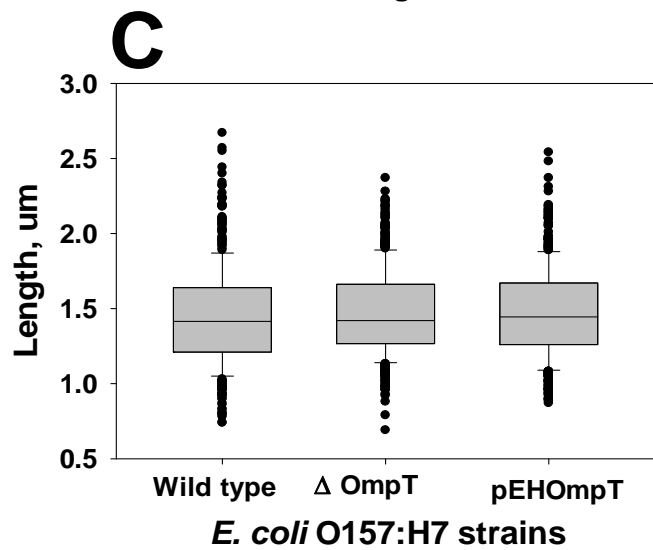 C
3.0
2.5
2.0
1.5
1.0
0.5
Length, um
Wild type
Δ OmpT
pEHOmpT
E. coli O157:H7 strains